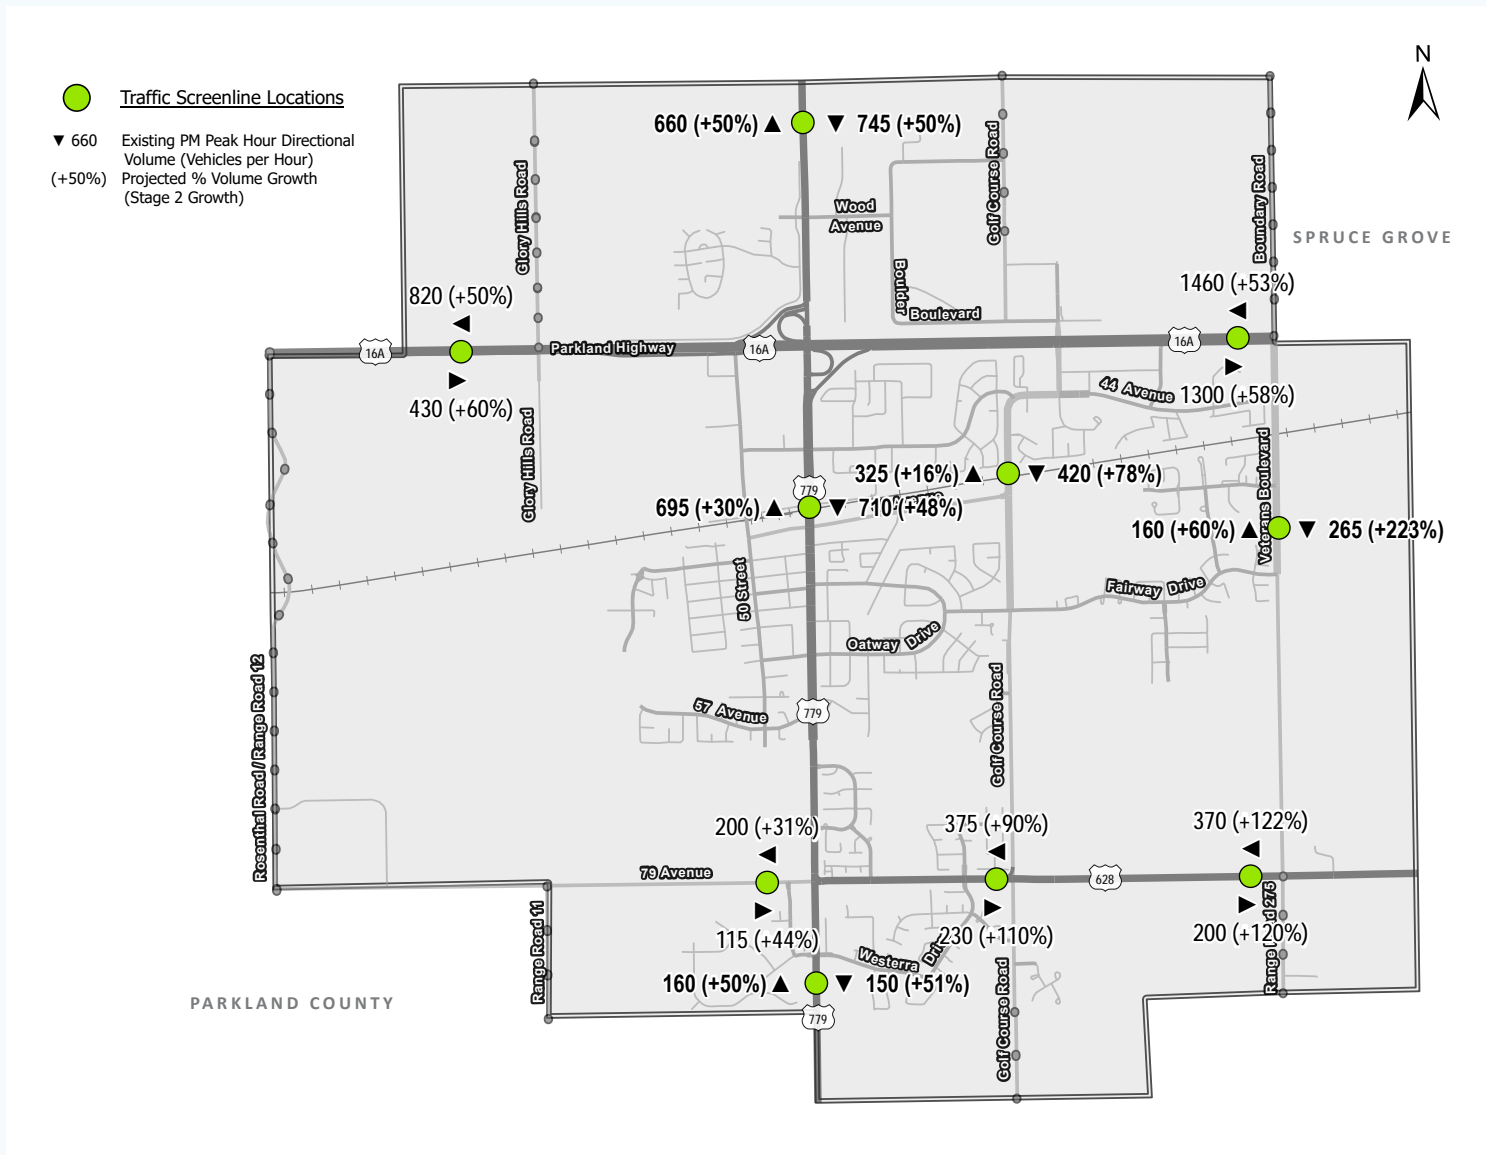 N
Traffic Screenline Locations
▼ 660 Existing PM Peak Hour Directional
Volume (Vehicles per Hour)
(+50%) Projected % Volume Growth
(Stage 2 Growth)
660 (+50%) ▲ ▼ 745 (+50%)
Glory Hills Road
Golf Course Road
Boundary Road
Wood
Avenue
SPRUCE GROVE
Boulder
Boulevard
820 (+50%)
◀
1460 (+53%)
◀
16A
Parkland Highway
16A
16A
▶
430 (+60%)
▶
1300 (+58%)
44 Avenue
Glory Hills Road
Veterans Boulevard
325 (+16%) ▲ ▼ 420 (+78%)
779
695 (+30%) ▲ ▼ 710 (+48%)
Avenue
160 (+60%) ▲ ▼ 265 (+223%)
50 Street
Fairway Drive
Oatway Drive
Rosenthal Road / Range Road 12
Golf Course Road
57 Avenue
779
200 (+31%)
◀
375 (+90%)
◀
370 (+122%)
◀
79 Avenue
628
▶
115 (+44%)
▶
230 (+110%)
▶
200 (+120%)
Range Road 11
Range Road 275
Westerra Drive
Golf Course Road
160 (+50%) ▲ ▼ 150 (+51%)
PARKLAND COUNTY
779